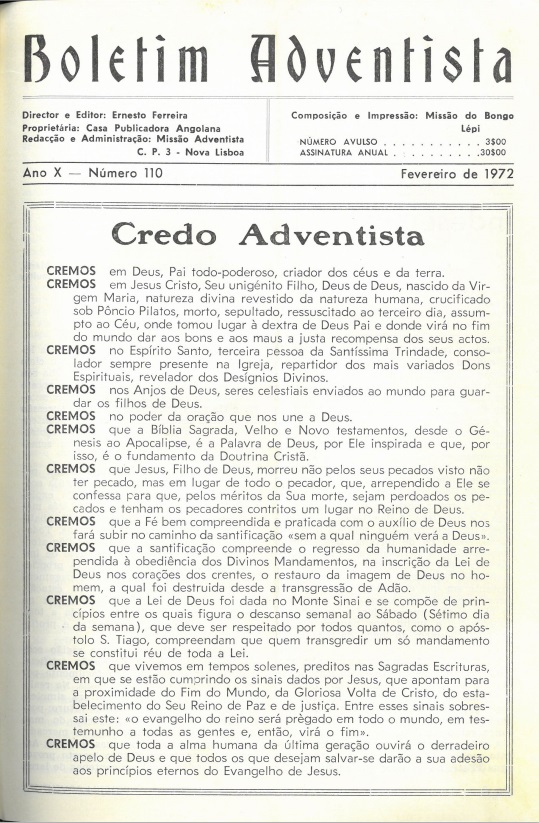 Boletim Adventista
Director e Editor: Ernesto Ferreira
Proprietária: Casa Publicadora Angolana
Redacção e Administração: Missão Adventista
C. P. 3 - Nova Lisboa
Composição e Impressão: Missão do Bongo
Lépi
NÚMERO AVULSO . . . . . . . . . . . 3$00
ASSINATURA ANUAL . . . . . . . . . .30$00
Ano X — Número 110
Fevereiro de 1972
Credo Adventista
CREMOS em Deus, Pai todo-poderoso, criador dos céus e da terra.
CREMOS em Jesus Cristo, Seu unigénito Filho, Deus de Deus, nascido da Vir-
gem Maria, natureza divina revestido da natureza humana, crucificado
sob Pôncio Pilatos, morto, sepultado, ressuscitado ao terceiro dia, assum-
pto ao Céu, onde tomou lugar à dextra de Deus Pai e donde virá no fim
do mundo dar aos bons e aos maus a justa recompensa dos seus actos.
CREMOS no Espírito Santo, terceira pessoa da Santíssima Trindade, conso-
lador sempre presente na Igreja, repartidor dos mais variados Dons
Espirituais, revelador dos Desígnios Divinos.
CREMOS nos Anjos de Deus, seres celestiais enviados ao mundo para guar-
dar os filhos de Deus.
CREMOS no poder da oração que nos une a Deus.
CREMOS que a Bíblia Sagrada, Velho e Novo testamentos, desde o Gé-
nesis ao Apocalipse, é a Palavra de Deus, por Ele inspirada e que, por
isso, é o fundamento da Doutrina Cristã.
CREMOS que Jesus, Filho de Deus, morreu não pelos seus pecados visto não
ter pecado, mas em lugar de todo o pecador, que, arrependido a Ele se
confessa para que, pelos méritos da Sua morte, sejam perdoados os pe-
cados e tenham os pecadores contritos um lugar no Reino de Deus.
CREMOS que a Fé bem compreendida e praticada com o auxílio de Deus nos
fará subir no caminho da santificação «sem a qual ninguém verá a Deus».
CREMOS que a santificação compreende o regresso da humanidade arre-
pendida à obediência dos Divinos Mandamentos, na inscrição da Lei de
Deus nos corações dos crentes, o restauro da imagem de Deus no ho-
mem, a qual foi destruida desde a transgressão de Adão.
CREMOS que a Lei de Deus foi dada no Monte Sinai e se compõe de prin-
cípios entre os quais figura o descanso semanal ao Sábado (Sétimo dia
da semana), que deve ser respeitado por todos quantos, como o após-
tolo S. Tiago, compreendam que quem transgredir um só mandamento
se constitui réu de toda a Lei.
CREMOS que vivemos em tempos solenes, preditos nas Sagradas Escrituras,
em que se estão cumprindo os sinais dados por Jesus, que apontam para
a proximidade do Fim do Mundo, da Gloriosa Volta de Cristo, do esta-
belecimento do Seu Reino de Paz e de justiça. Entre esses sinais sobres-
sai este: «o evangelho do reino será prègado em todo o mundo, em tes-
temunho a todas as gentes e, então, virá o fim».
CREMOS que toda a alma humana da última geração ouvirá o derradeiro
apelo de Deus e que todos os que desejam salvar-se darão a sua adesão
aos princípios eternos do Evangelho de Jesus.